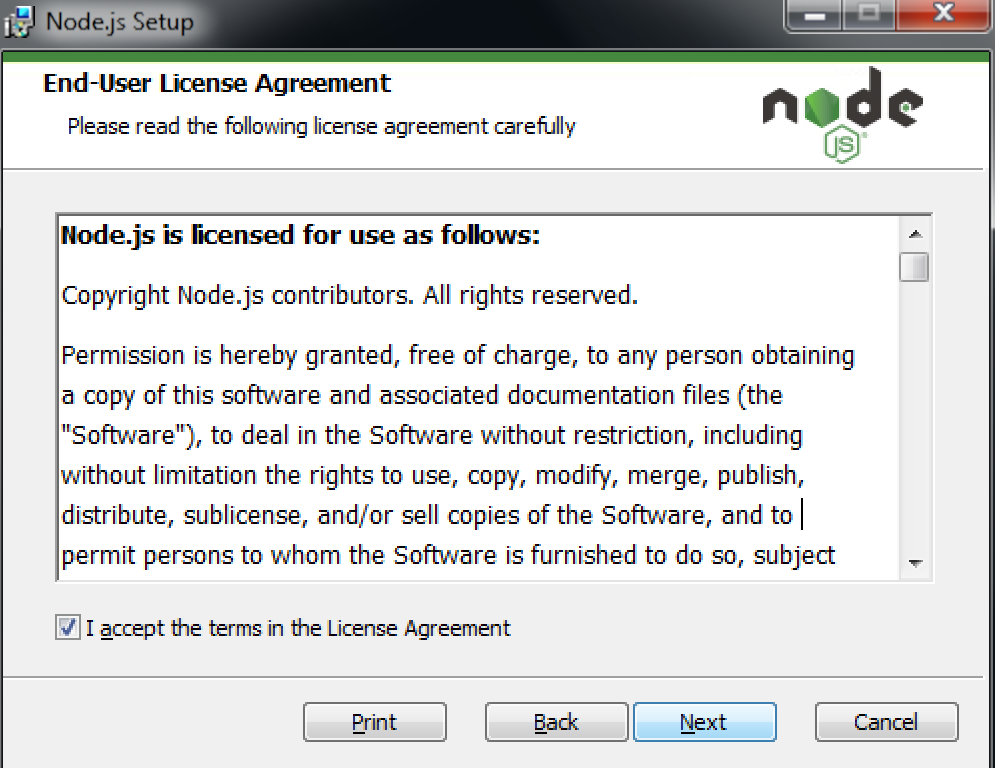 Node.js Setup
End-User License Agreement
Please read the following license agreement carefully
node
JS
Node.js is licensed for use as follows:
Copyright Node.js contributors. All rights reserved.
Permission is hereby granted, free of charge, to any person obtaining
a copy of this software and associated documentation files (the
"Software"), to deal in the Software without restriction, including
without limitation the rights to use, copy, modify, merge, publish,
distribute, sublicense, and/or sell copies of the Software, and to
permit persons to whom the Software is furnished to do so, subject
I accept the terms in the License Agreement
Print Back Next Cancel